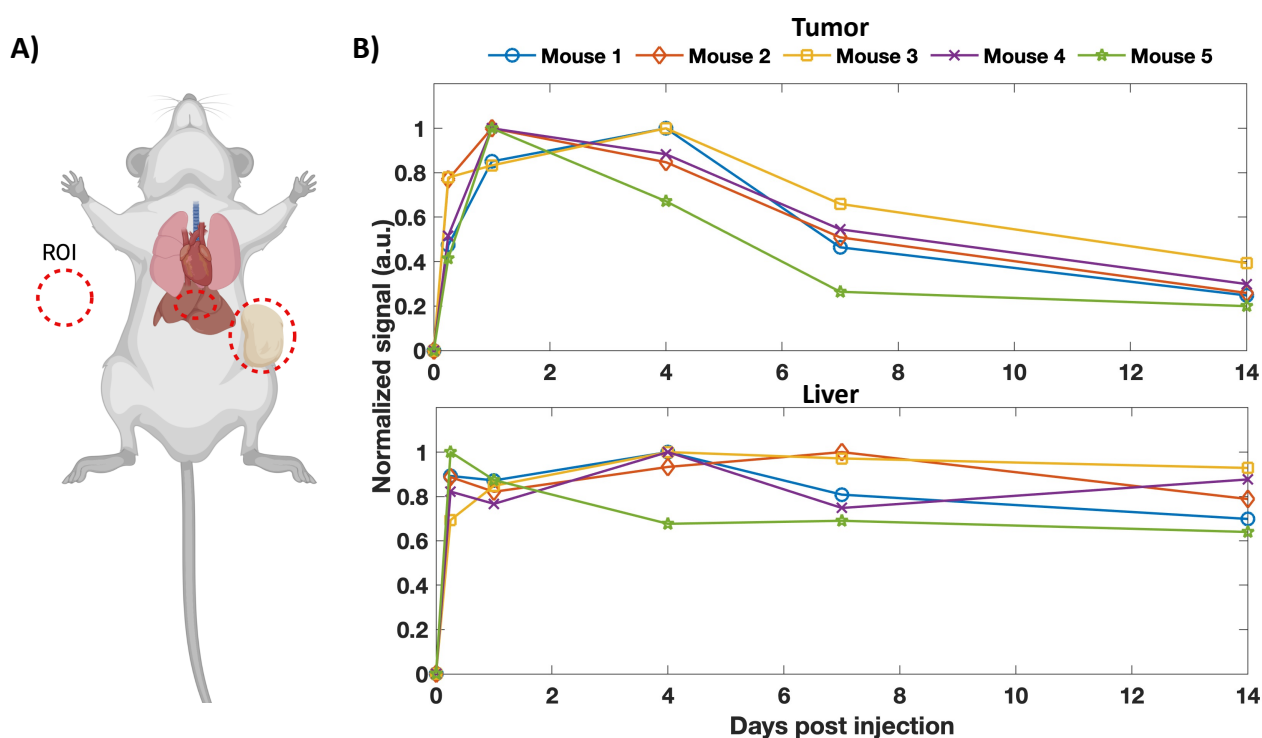 A)
ROI
B)
Tumor
Mouse 1 Mouse 2 Mouse 3 Mouse 4 Mouse 5
Normalized signal (a.u.)
1
0.8
0.6
0.4
0.2
0
0 2 4 6 8 10 12 14
Liver
1
0.8
0.6
0.4
0.2
0
0 2 4 6 8 10 12 14
Days post injection